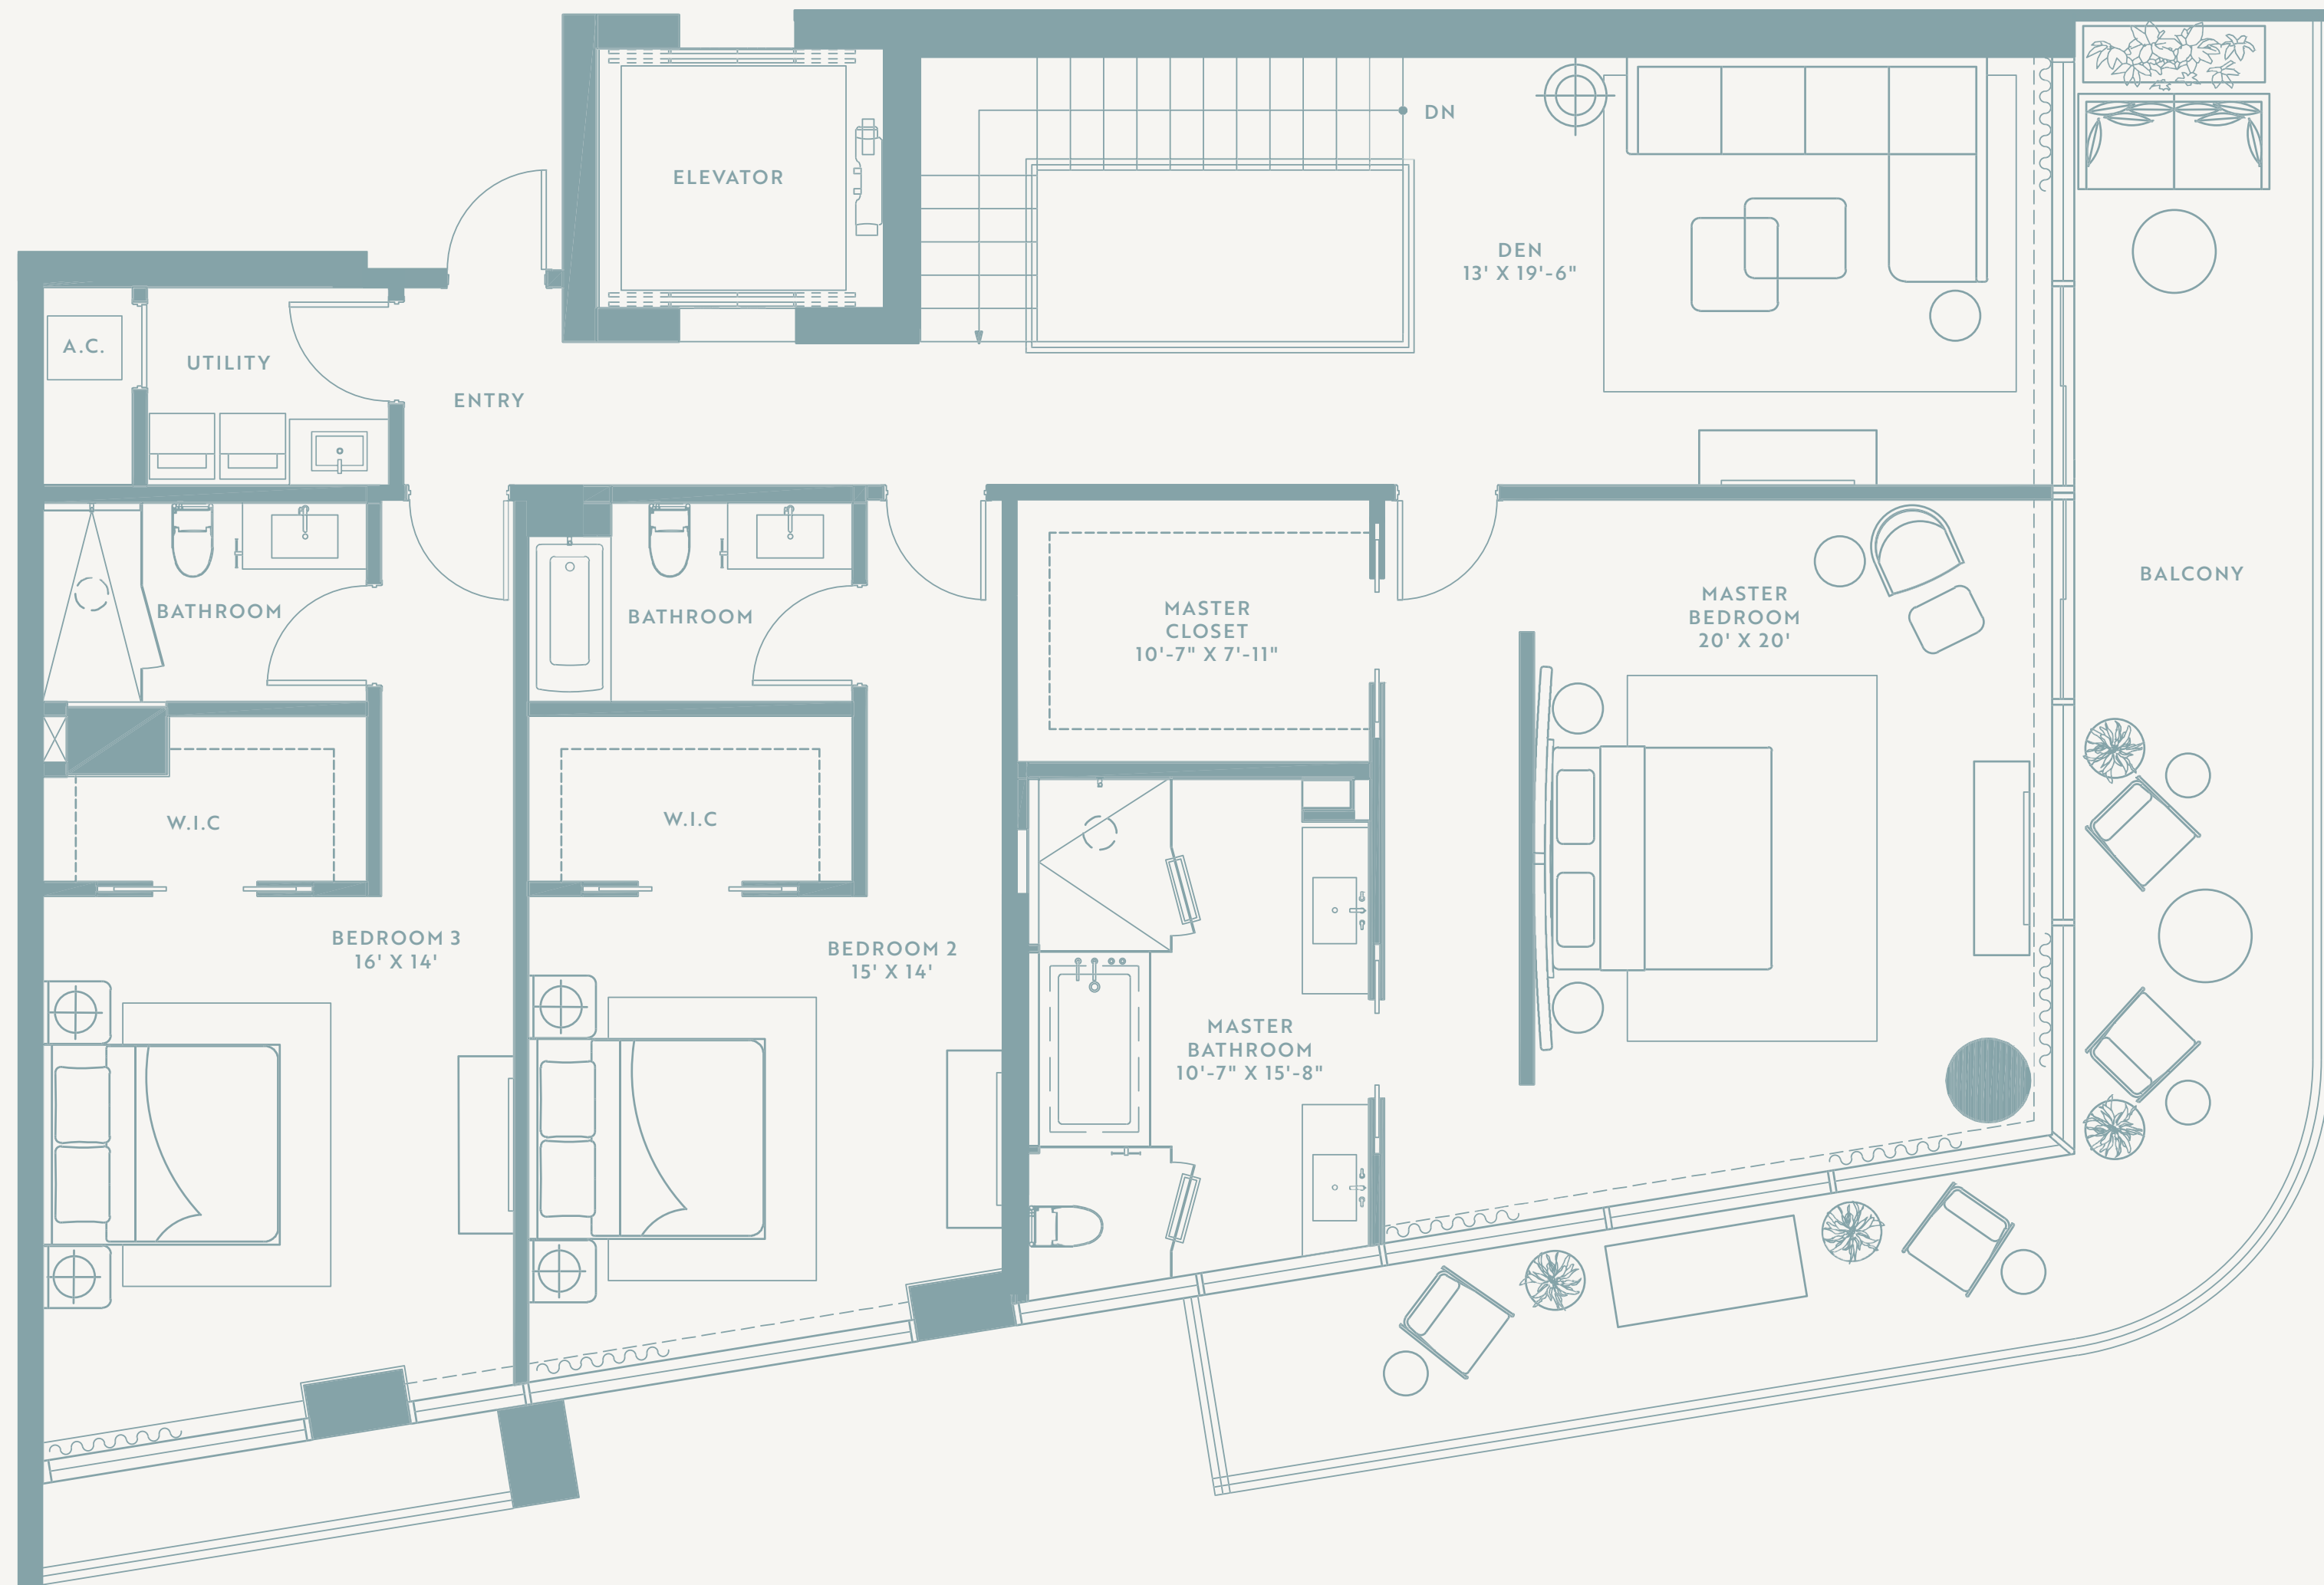 ELEVATOR
DN
DEN
13' X 19'-6"
A.C.
UTILITY
ENTRY
BATHROOM
BATHROOM
MASTER
CLOSET
10'-7" X 7'-11"
MASTER
BEDROOM
20' X 20'
BALCONY
W.I.C
W.I.C
BEDROOM 3
16' X 14'
BEDROOM 2
15' X 14'
MASTER
BATHROOM
10'-7" X 15'-8"